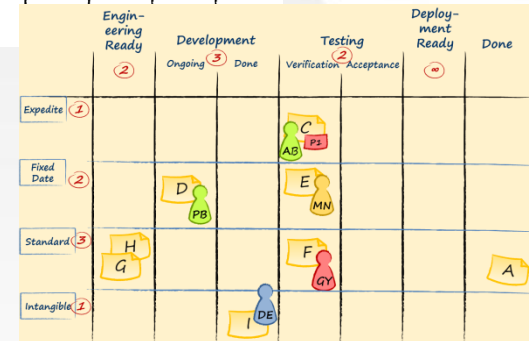 Engin-
eering
Ready
2
Development
Ongoing 3 Done
Testing
2
Verification Acceptance
Deploy-
ment
Ready
∞
Done
Expedite 1
C
P1
AB
Fixed
Date 2
D
PB
E
MN
Standard 3
H
G
F
GY
A
Intangible 1
DE
I